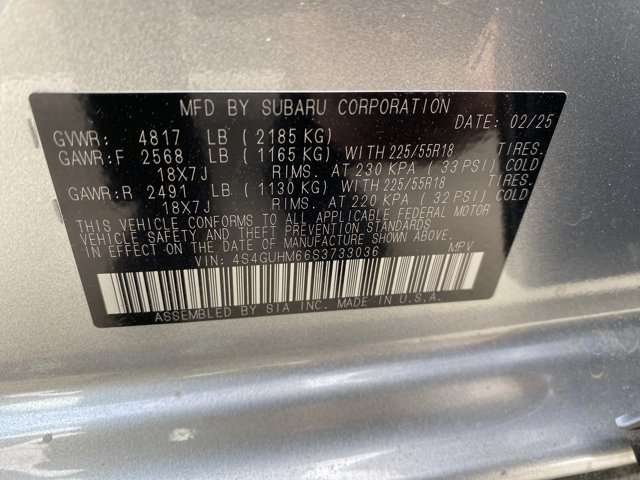 MFD BY SUBARU CORPORATION
DATE: 02/25
GVWR: 4817 LB (2185 KG)
GAWR:F 2568 LB (1165 KG) WITH 225/55R18 TIRES.
18X7J RIMS. AT 230 KPA (33 PSI) COLD
GAWR:R 2491 LB (1130 KG) WITH 225/55R18 TIRES.
18X7J RIMS. AT 220 KPA (32 PSI) COLD
THIS VEHICLE CONFORMS TO ALL APPLICABLE FEDERAL MOTOR
VEHICLE SAFETY AND THEFT PREVENTION STANDARDS
IN EFFECT ON THE DATE OF MANUFACTURE SHOWN ABOVE.
VIN: 4S4GUHM66S3733036 MPV
ASSEMBLED BY SIA INC. MADE IN U.S.A.